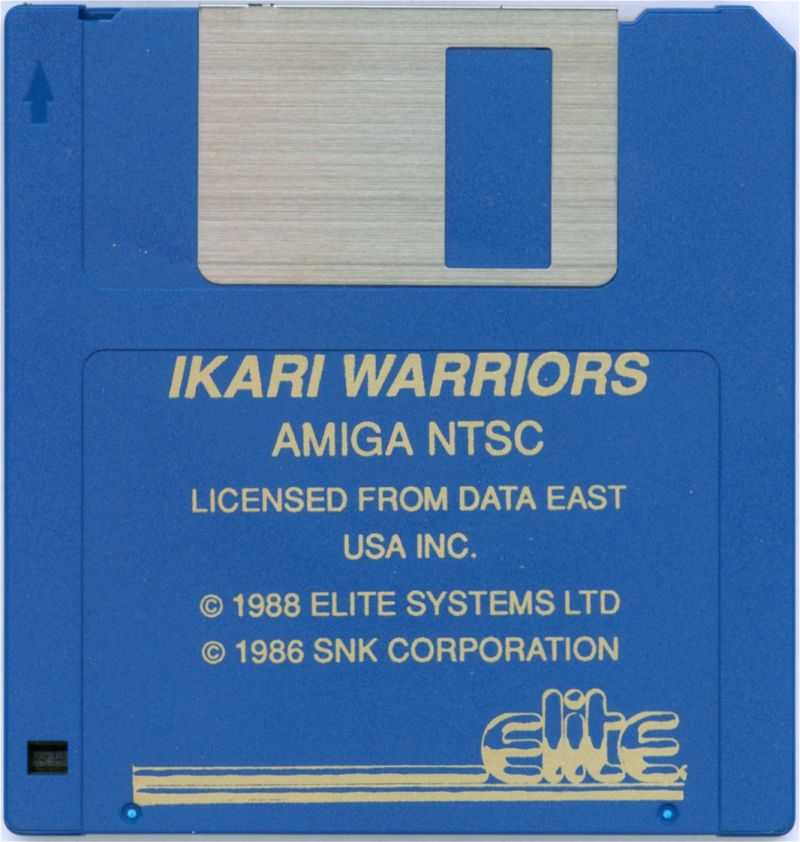 IKARI WARRIORS
AMIGA NTSC
LICENSED FROM DATA EAST
USA INC.
© 1988 ELITE SYSTEMS LTD
© 1986 SNK CORPORATION
elite